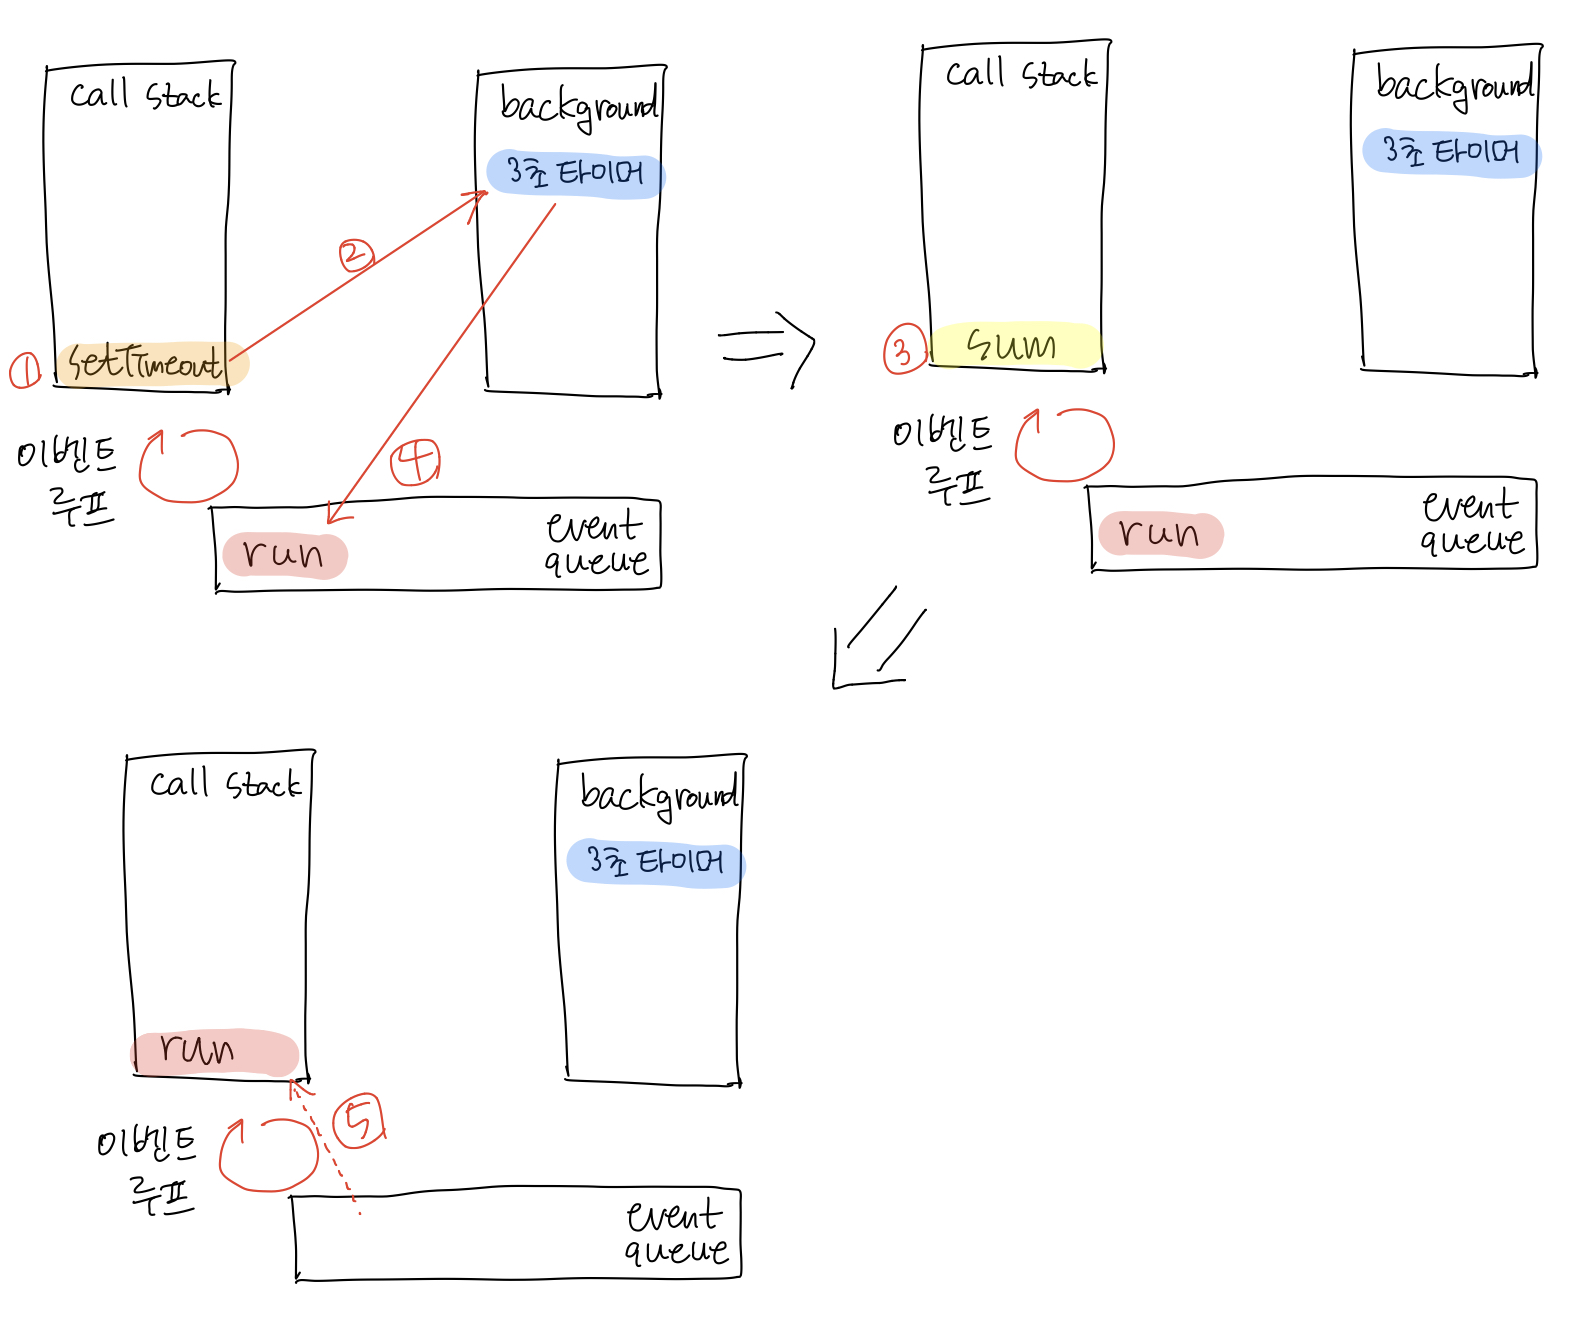 call stack
background
3초 타이머
②
① setTimeout
④
이벤트
루프
run
event
queue
call stack
background
3초 타이머
③ sum
이벤트
루프
run
event
queue
call stack
background
3초 타이머
run
⑤
이벤트
루프
event
queue